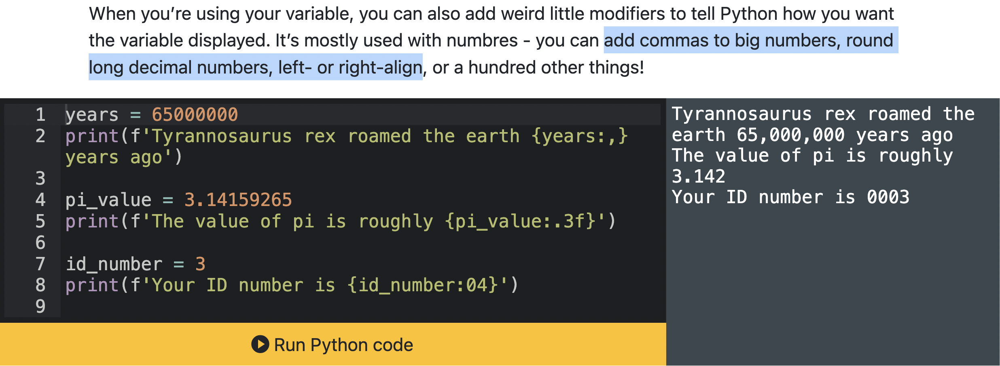 When you’re using your variable, you can also add weird little modifiers to tell Python how you want
the variable displayed. It’s mostly used with numbres - you can add commas to big numbers, round
long decimal numbers, left- or right-align, or a hundred other things!
1 years = 65000000
2 print(f'Tyrannosaurus rex roamed the earth {years:,}
years ago')
3
4 pi_value = 3.14159265
5 print(f'The value of pi is roughly {pi_value:.3f}')
6
7 id_number = 3
8 print(f'Your ID number is {id_number:04}')
9
Run Python code
Tyrannosaurus rex roamed the
earth 65,000,000 years ago
The value of pi is roughly
3.142
Your ID number is 0003